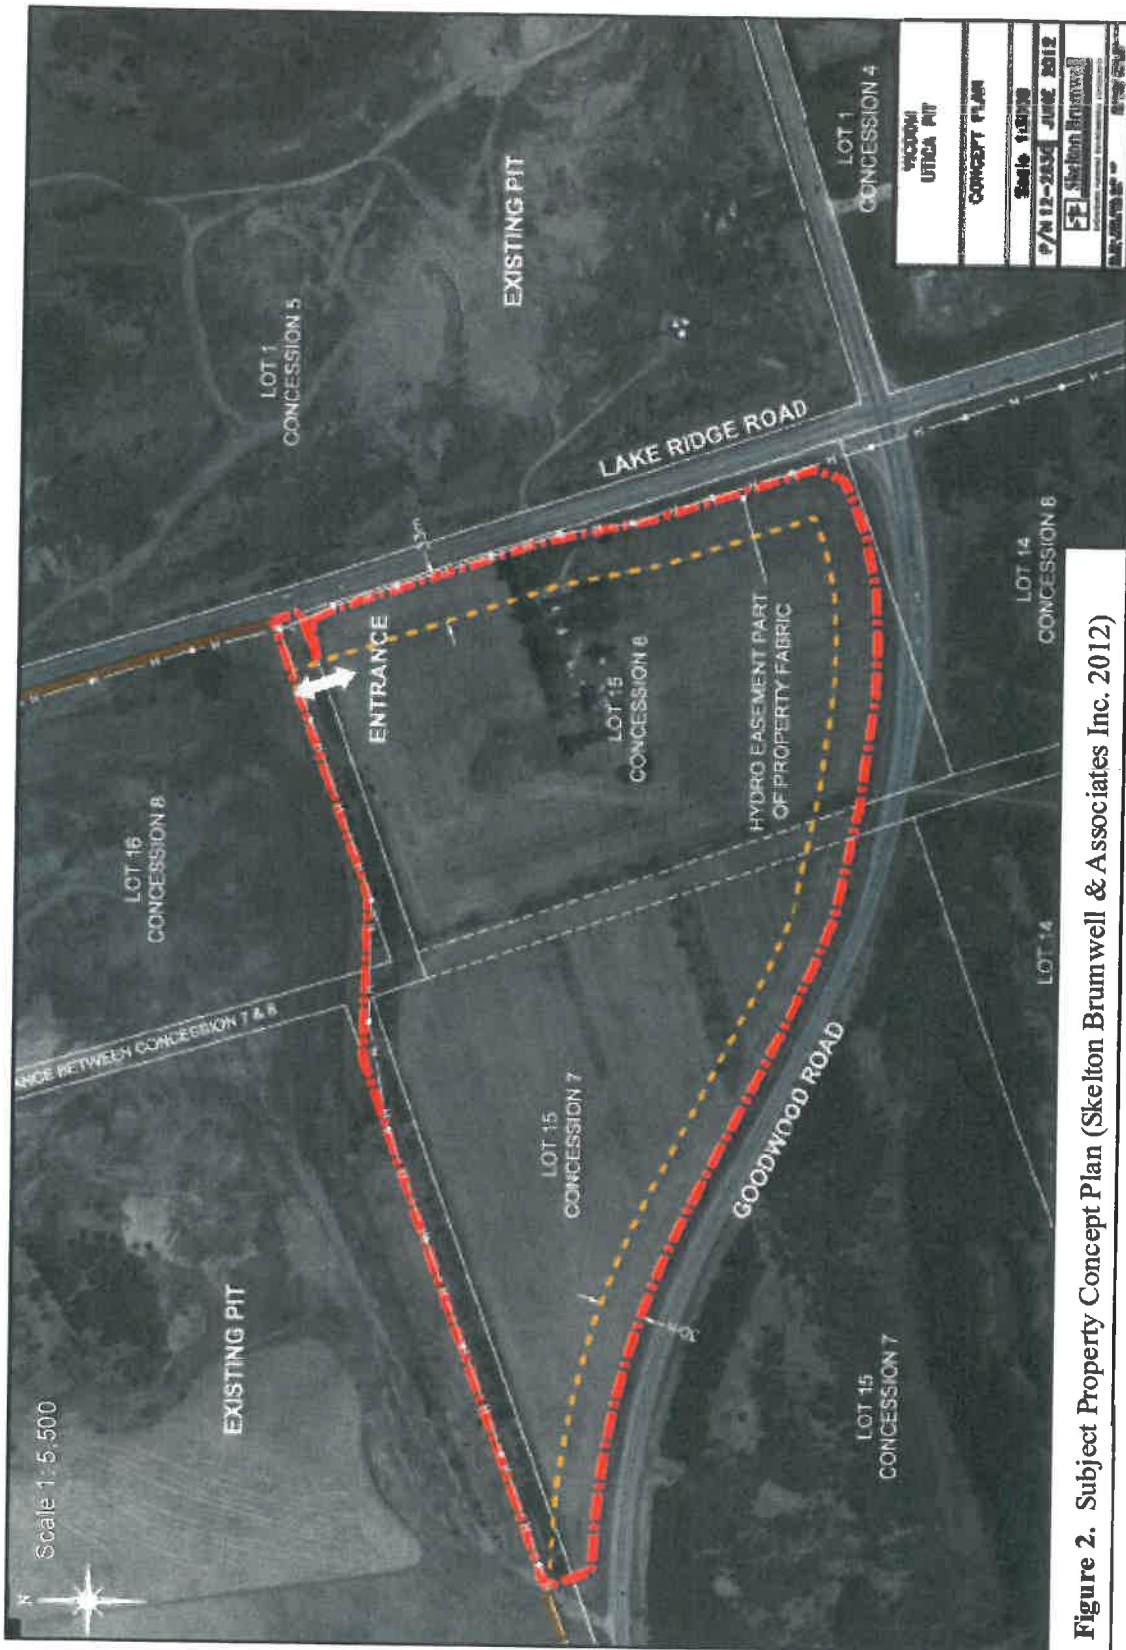 Scale 1:5,500
N
EXISTING PIT
LOT 16
CONCESSION 8
LOT 1
CONCESSION 5
EXISTING PIT
BETWEEN CONCESSION 7 & 8
ENTRANCE
LAKE RIDGE ROAD
LOT 15
CONCESSION 7
LOT 15
CONCESSION 8
HYDRO EASEMENT PART
OF PROPERTY FABRIC
GOODWOOD ROAD
30m
LOT 15
CONCESSION 7
LOT 14
LOT 14
CONCESSION 8
LOT 1
CONCESSION 4
UTICA PIT
CONCEPT PLAN
JUNE 2012
Skelton Brumwell
Figure 2. Subject Property Concept Plan (Skelton Brumwell & Associates Inc. 2012)